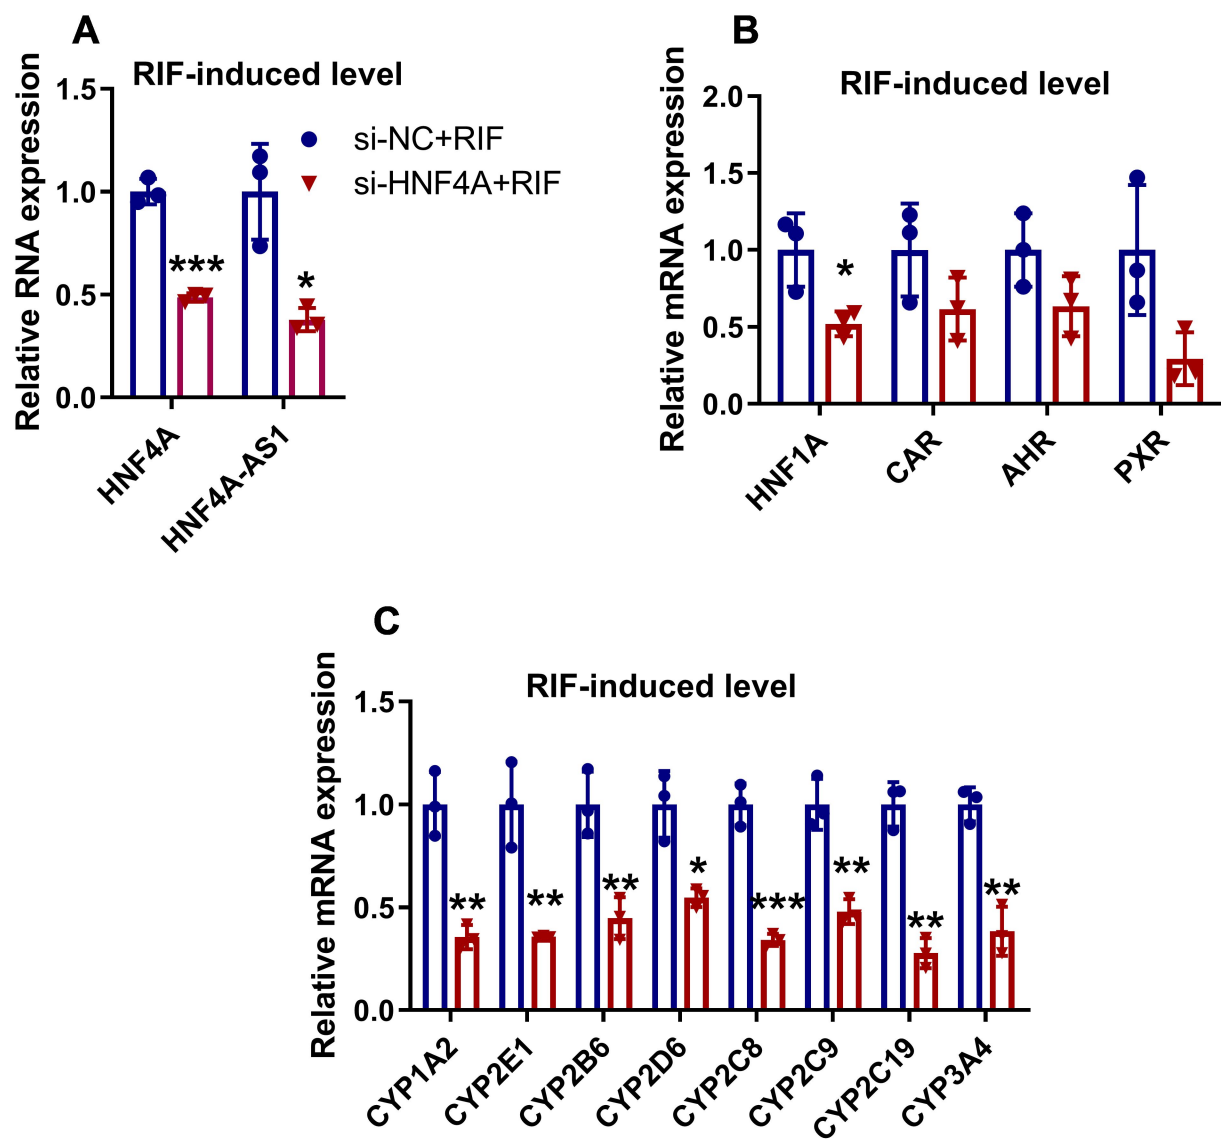 A
RIF-induced level
Relative RNA expression
1.5
1.0
0.5
0.0
si-NC+RIF
si-HNF4A+RIF
***
*
HNF4A
HNF4A-AS1
B
RIF-induced level
Relative mRNA expression
2.0
1.5
1.0
0.5
0.0
*
HNF1A
CAR
AHR
PXR
C
RIF-induced level
Relative mRNA expression
1.5
1.0
0.5
0.0
**
**
**
*
***
**
**
**
CYP1A2
CYP2E1
CYP2B6
CYP2D6
CYP2C8
CYP2C9
CYP2C19
CYP3A4